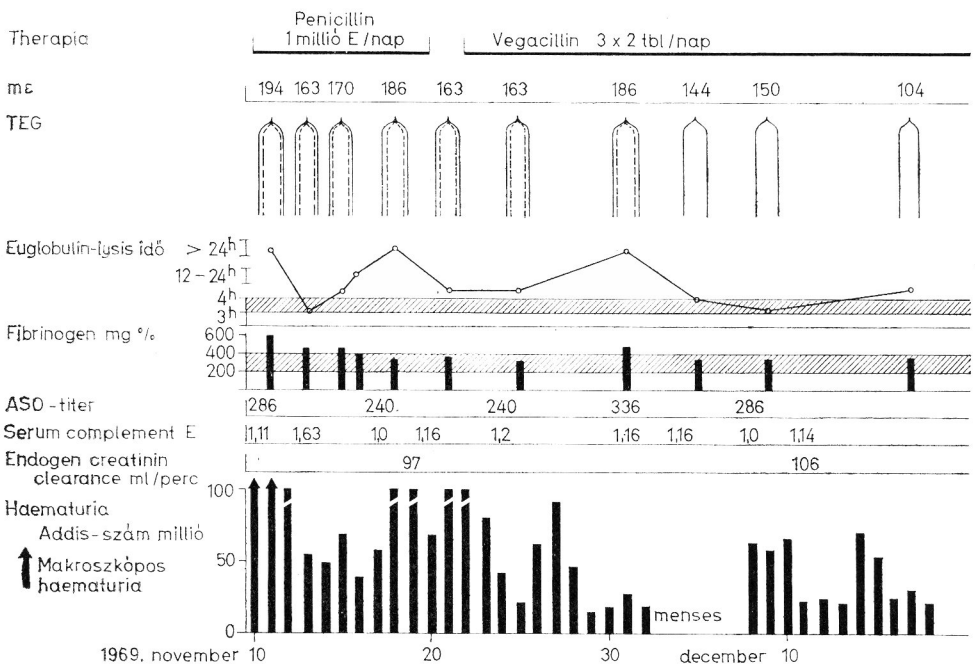 Therapia
Penicillin
1 millió E/nap
Vegacillin 3 x 2 tbl/nap
mε 194 163 170 186 163 163 186 144 150 104
TEG
Euglobulin-lysis idő > 24ʰ
12-24ʰ
4ʰ
3ʰ
Fibrinogen mg % 600
400
200
ASO-titer 286 240. 240 336 286
Serum complement E 1,11 1,63 1,0 1,16 1,2 1,16 1,16 1,0 1,14
Endogen creatinin
clearance ml/perc 97 106
Haematuria 100
Addis-szám millió
Makroszkópos
haematuria
50
menses
0
1969. november 10 20 30 december 10